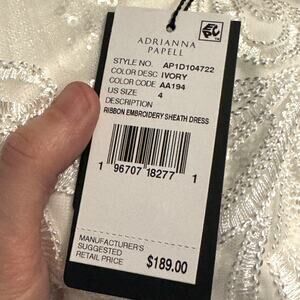 ADRIANNA
PAPELL
STYLE NO. AP1D104722
COLOR DESC IVORY
COLOR CODE AA194
US SIZE 4
DESCRIPTION
RIBBON EMBROIDERY SHEATH DRESS
1 96707 18277 1
MANUFACTURER'S
SUGGESTED
RETAIL PRICE $189.00